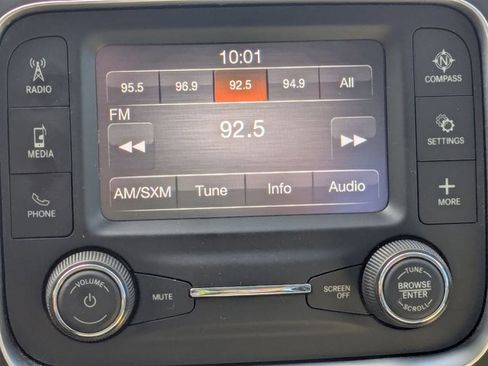 10:01
95.5 96.9 92.5 94.9 All
FM
92.5
AM/SXM Tune Info Audio
RADIO
MEDIA
PHONE
N
COMPASS
SETTINGS
MORE
VOLUME
MUTE
SCREEN
OFF
TUNE
BROWSE
ENTER
SCROLL